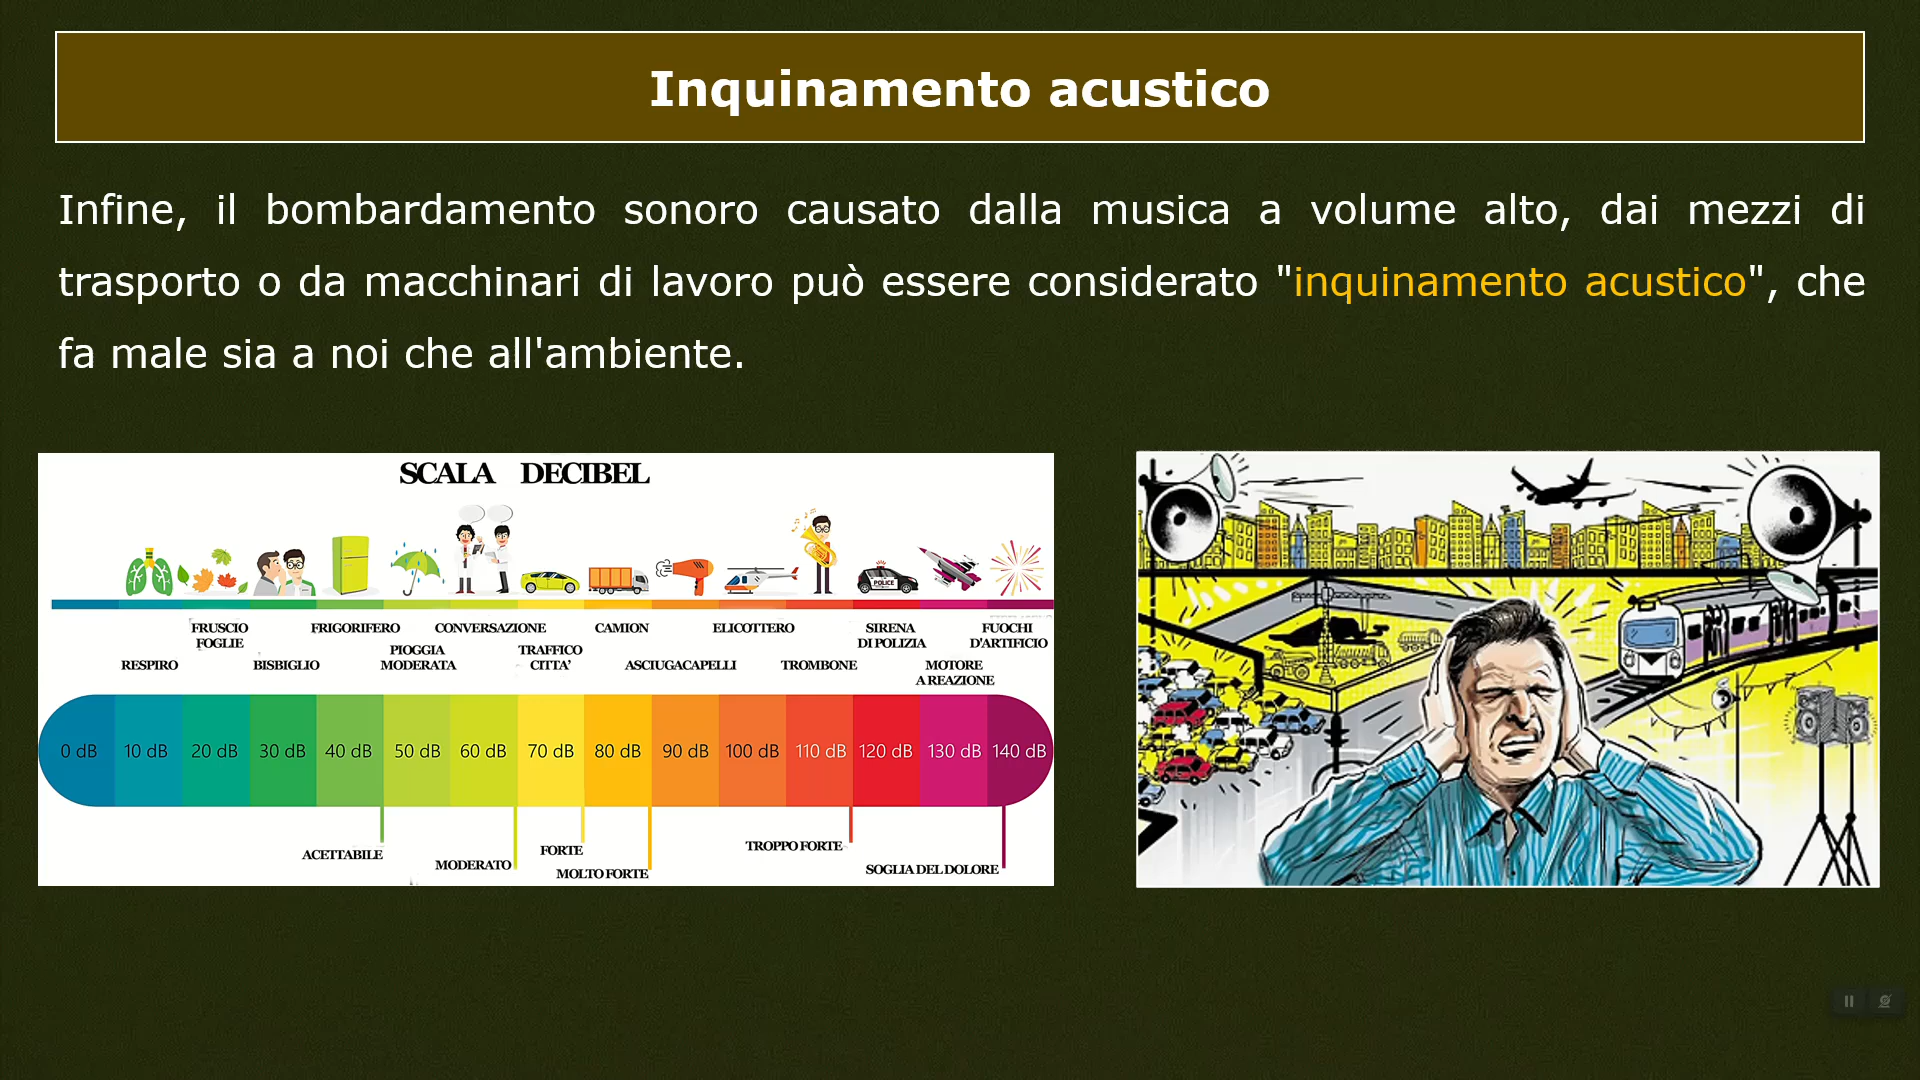 Inquinamento acustico
Infine, il bombardamento sonoro causato dalla musica a volume alto, dai mezzi di
trasporto o da macchinari di lavoro può essere considerato "inquinamento acustico", che
fa male sia a noi che all'ambiente.
SCALA DECIBEL
POLICE
RESPIRO
FRUSCIO
FOGLIE
BISBIGLIO
FRIGORIFERO
PIOGGIA
MODERATA
CONVERSAZIONE
TRAFFICO
CITTA'
CAMION
ASCIUGACAPELLI
ELICOTTERO
TROMBONE
SIRENA
DI POLIZIA
MOTORE
A REAZIONE
FUOCHI
D'ARTIFICIO
0 dB 10 dB 20 dB 30 dB 40 dB 50 dB 60 dB 70 dB 80 dB 90 dB 100 dB 110 dB 120 dB 130 dB 140 dB
ACETTABILE
MODERATO
FORTE
MOLTO FORTE
TROPPO FORTE
SOGLIA DEL DOLORE